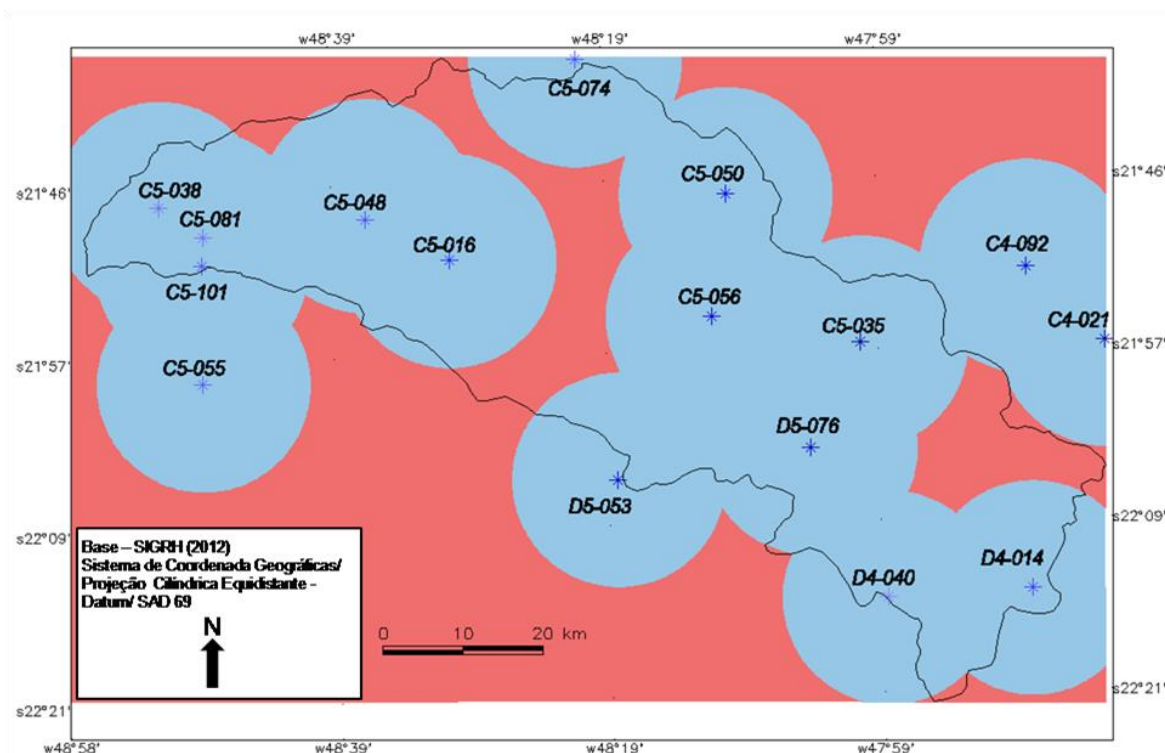 w48°39'
w48°19'
w47°59'
C5-074
s21°46'
C5-038
C5-081
C5-048
C5-050
s21°46'
C5-016
C4-092
C5-101
C5-056
C5-035
C4-021
s21°57'
s21°57'
C5-055
D5-076
D5-053
s22°09'
s22°09'
Base – SIGRH (2012)
Sistema de Coordenada Geográficas/
Projeção Cilíndrica Equidistante -
Datum/ SAD 69
N
0 10 20 km
D4-040
D4-014
s22°21'
s22°21'
w48°58'
w48°39'
w48°19'
w47°59'